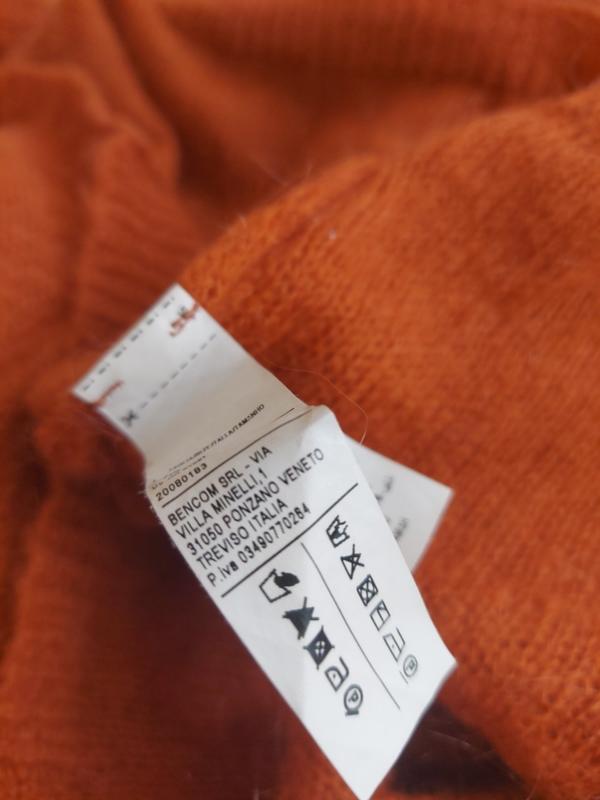 20080183
BENCOM SRL - VIA
VILLA MINELLI,1
31050 PONZANO VENETO
TREVISO ITALIA
P.iva 03490770264
P
P